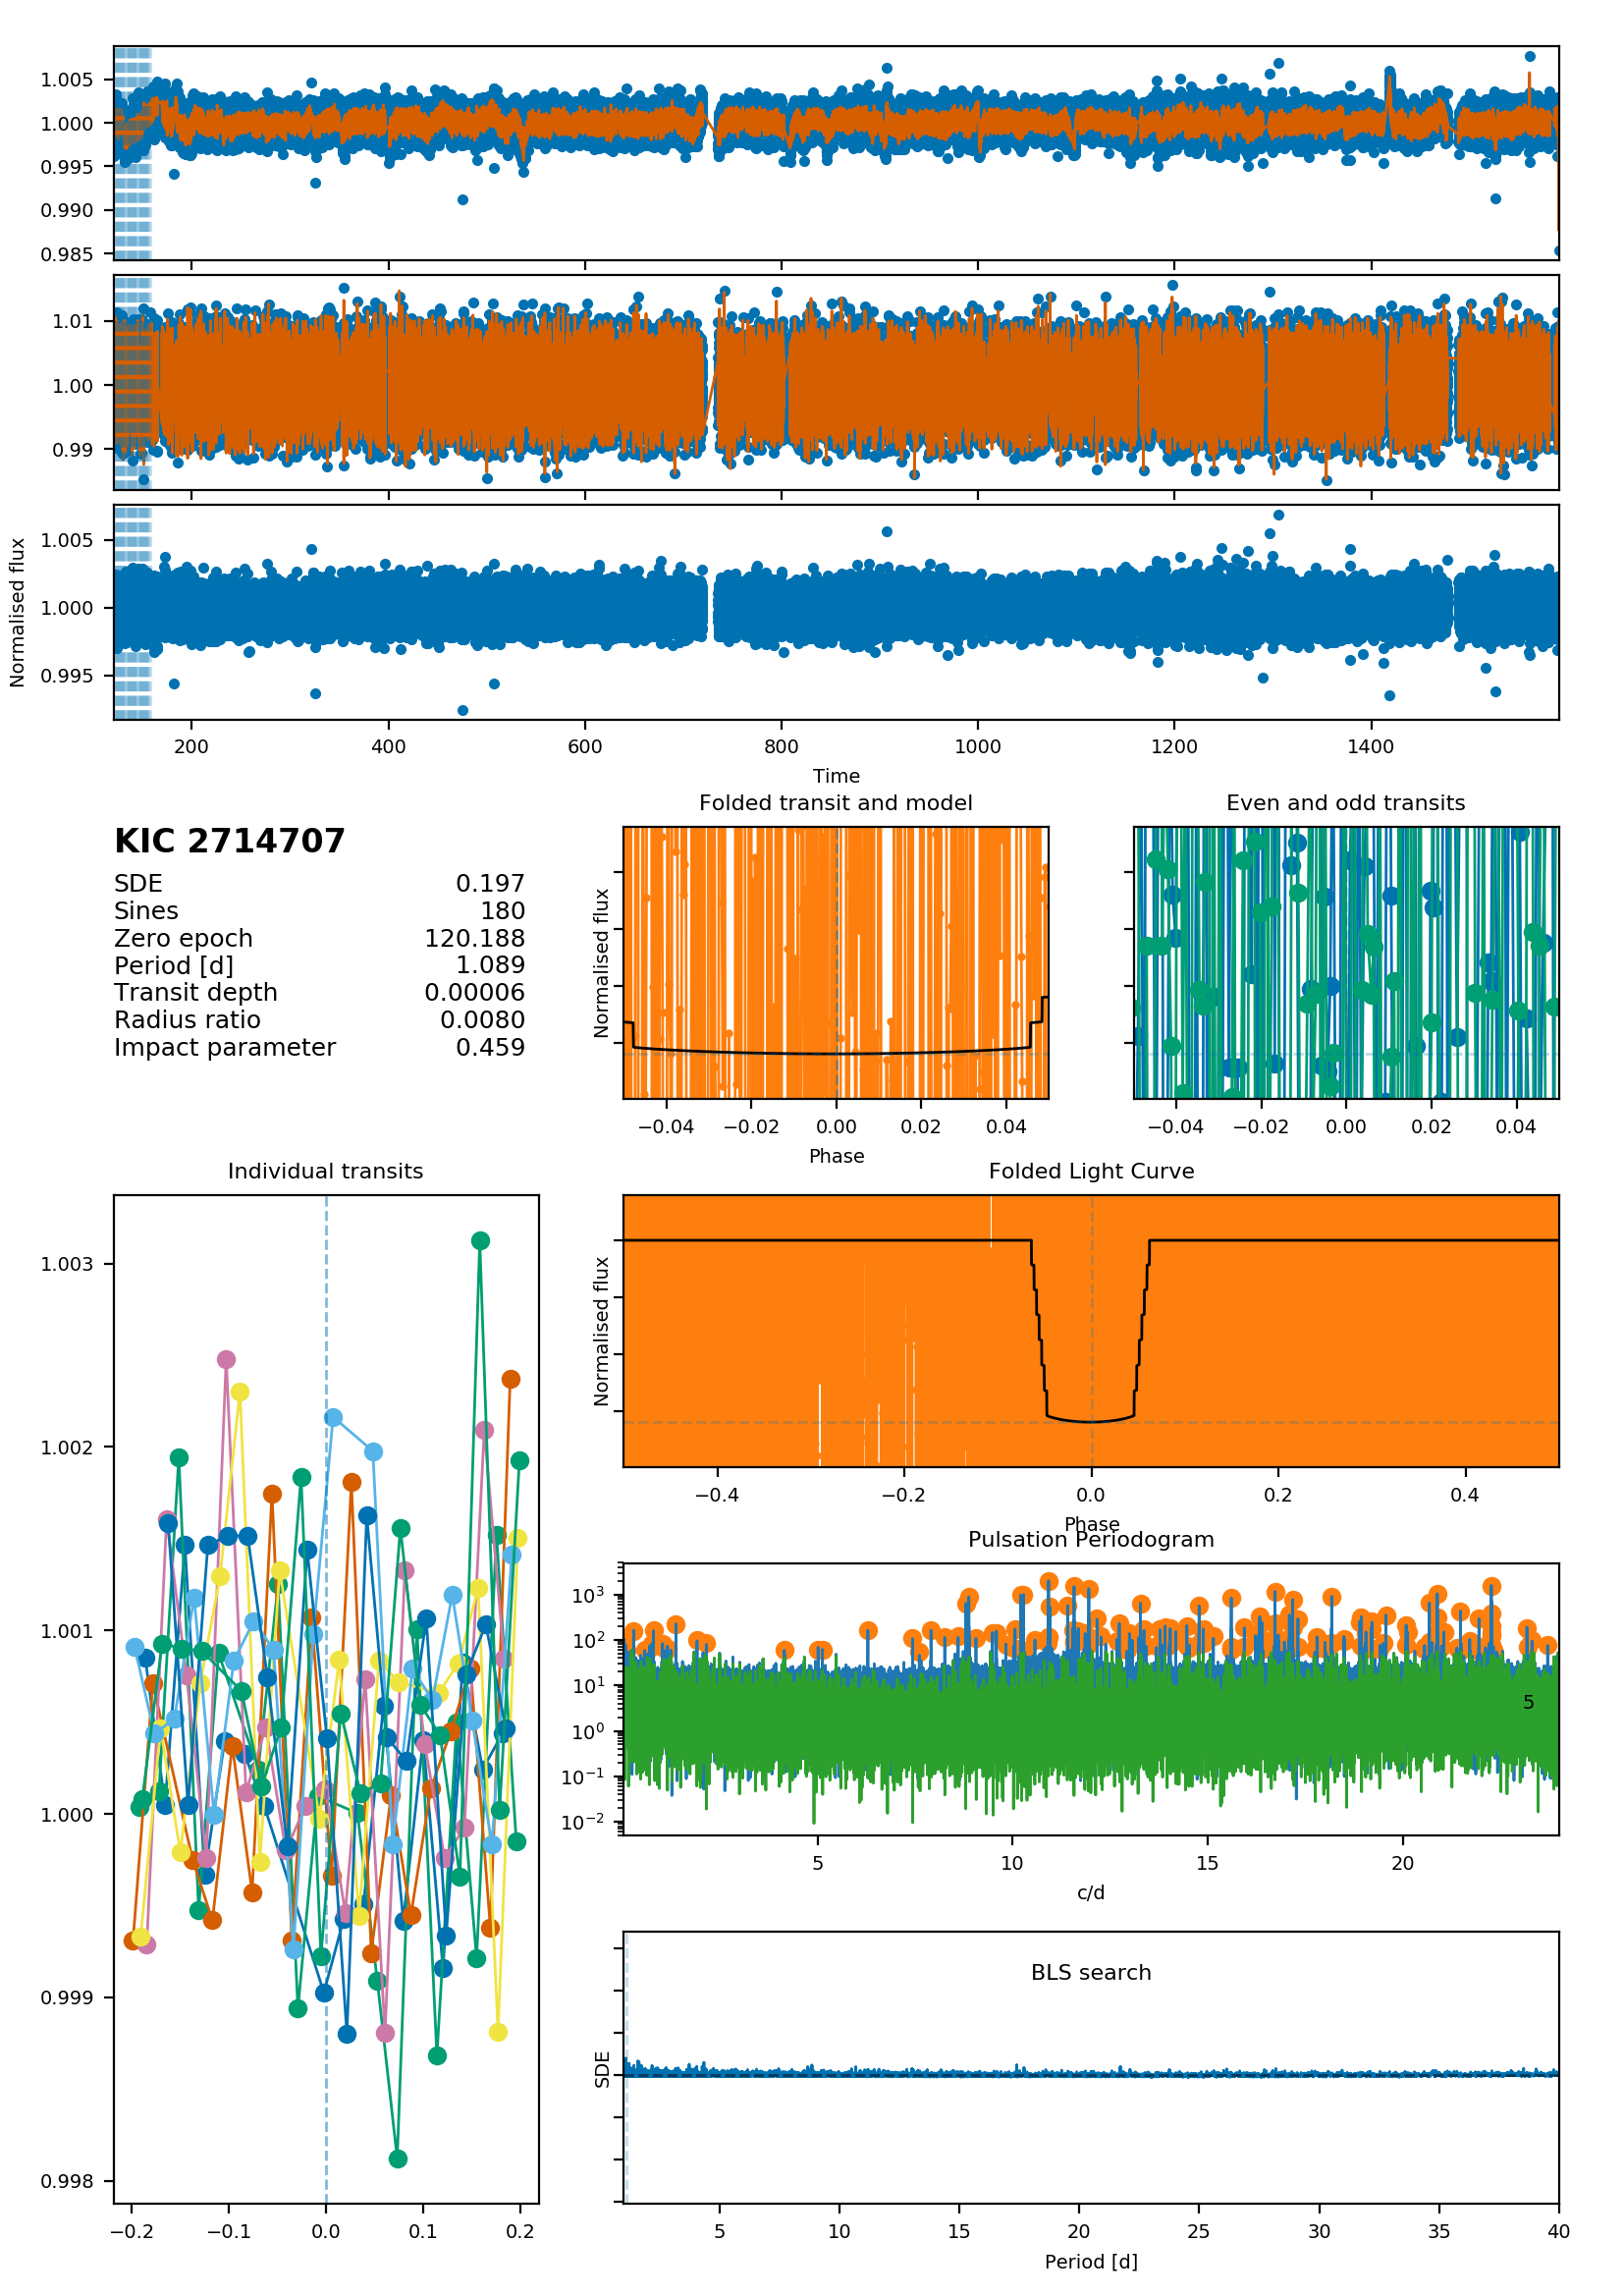 1.005
1.000
0.995
0.990
0.985
1.01
1.00
0.99
Normalised flux
1.005
1.000
0.995
200 400 600 800 1000 1200 1400
Time
KIC 2714707
SDE 0.197
Sines 180
Zero epoch 120.188
Period [d] 1.089
Transit depth 0.00006
Radius ratio 0.0080
Impact parameter 0.459
Folded transit and model
Normalised flux
−0.04 −0.02 0.00 0.02 0.04
Phase
Even and odd transits
−0.04 −0.02 0.00 0.02 0.04
Individual transits
1.003
1.002
1.001
1.000
0.999
0.998
−0.2 −0.1 0.0 0.1 0.2
Folded Light Curve
Normalised flux
−0.4 −0.2 0.0 0.2 0.4
Phase
Pulsation Periodogram
10³
10²
10¹
10⁰
10⁻¹
10⁻²
5
5 10 15 20
c/d
BLS search
SDE
5 10 15 20 25 30 35 40
Period [d]